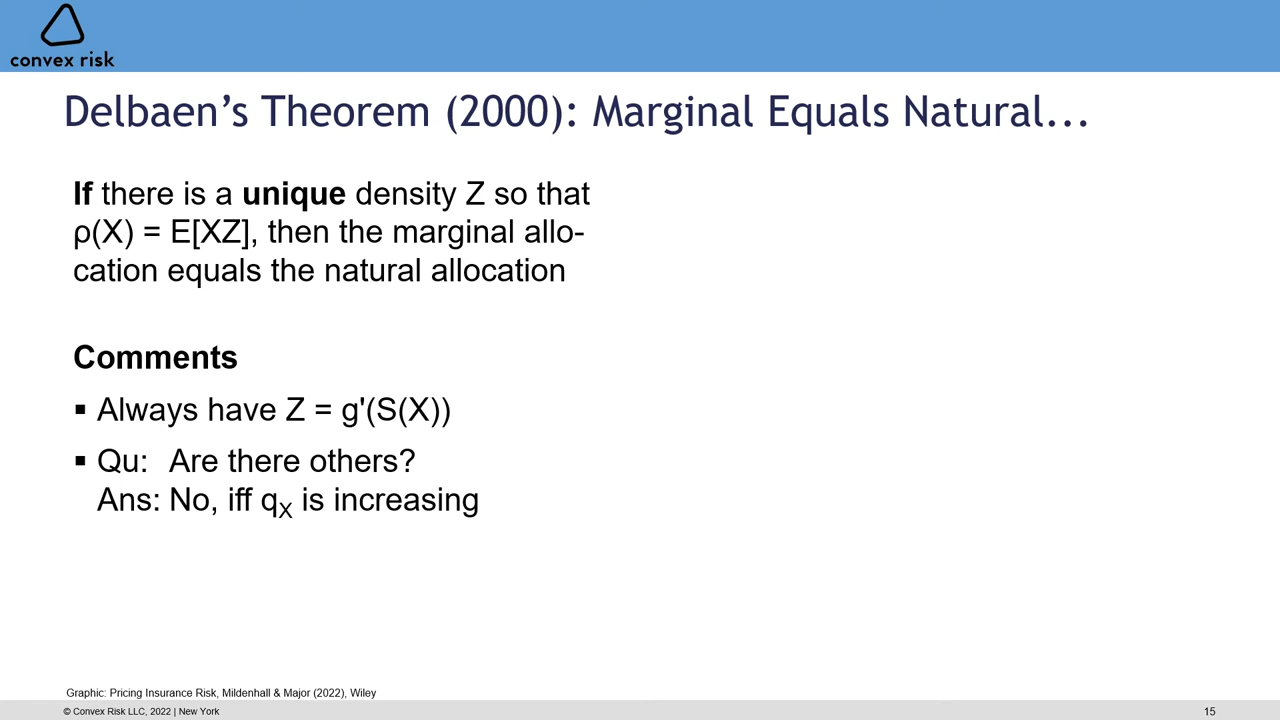 convex risk
Delbaen’s Theorem (2000): Marginal Equals Natural...
If there is a unique density Z so that
ρ(X) = E[XZ], then the marginal allo-
cation equals the natural allocation
Comments
▪ Always have Z = g'(S(X))
▪ Qu: Are there others?
Ans: No, iff qX is increasing
Graphic: Pricing Insurance Risk, Mildenhall & Major (2022), Wiley
© Convex Risk LLC, 2022 | New York
15